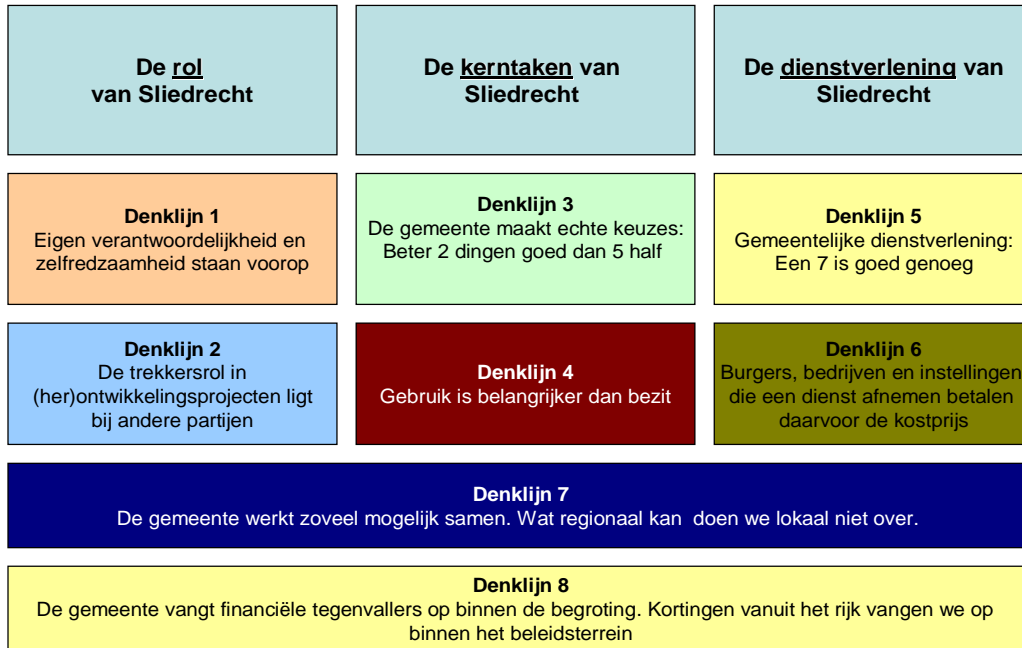 De rol
van Sliedrecht
De kerntaken van
Sliedrecht
De dienstverlening van
Sliedrecht
Denklijn 1
Eigen verantwoordelijkheid en
zelfredzaamheid staan voorop
Denklijn 3
De gemeente maakt echte keuzes:
Beter 2 dingen goed dan 5 half
Denklijn 5
Gemeentelijke dienstverlening:
Een 7 is goed genoeg
Denklijn 2
De trekkersrol in
(her)ontwikkelingsprojecten ligt
bij andere partijen
Denklijn 4
Gebruik is belangrijker dan bezit
Denklijn 6
Burgers, bedrijven en instellingen
die een dienst afnemen betalen
daarvoor de kostprijs
Denklijn 7
De gemeente werkt zoveel mogelijk samen. Wat regionaal kan doen we lokaal niet over.
Denklijn 8
De gemeente vangt financiële tegenvallers op binnen de begroting. Kortingen vanuit het rijk vangen we op
binnen het beleidsterrein